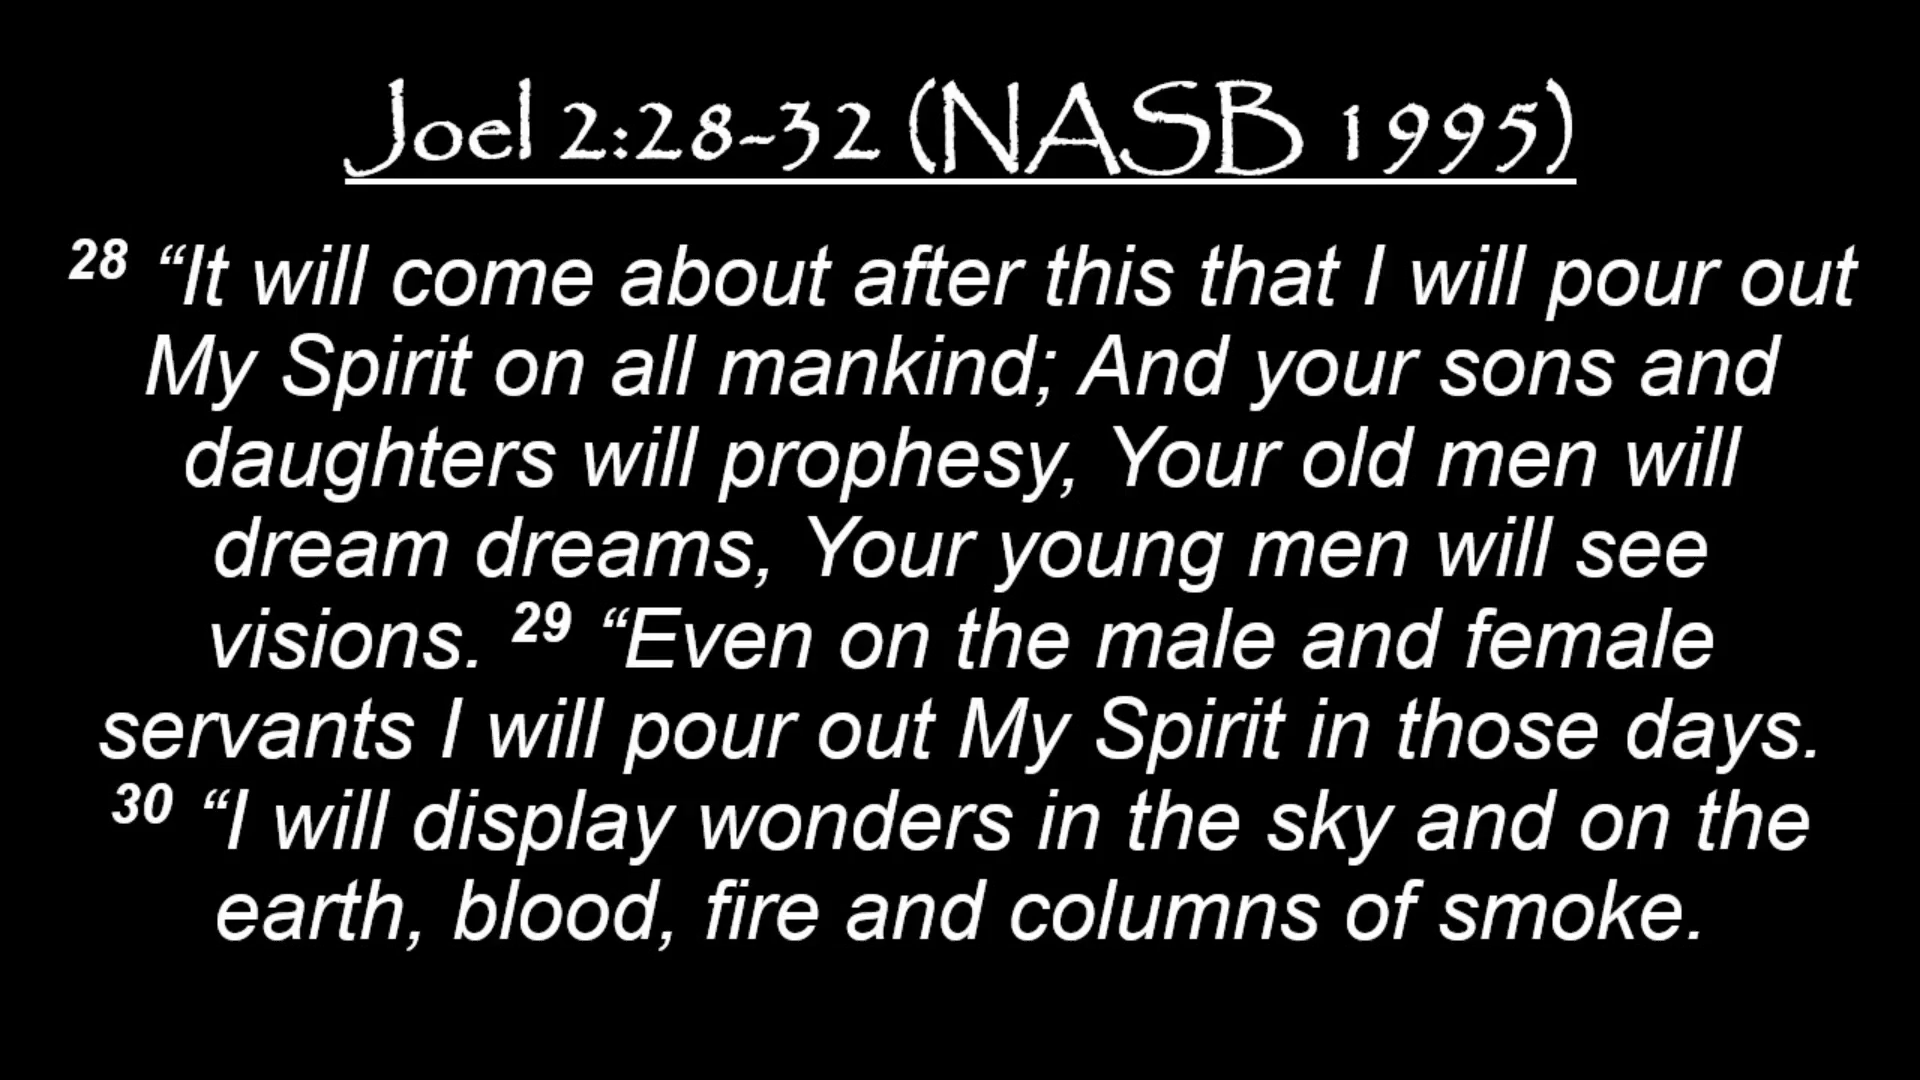 Joel 2:28-32 (NASB 1995)
28 “It will come about after this that I will pour out
My Spirit on all mankind; And your sons and
daughters will prophesy, Your old men will
dream dreams, Your young men will see
visions. 29 “Even on the male and female
servants I will pour out My Spirit in those days.
30 “I will display wonders in the sky and on the
earth, blood, fire and columns of smoke.